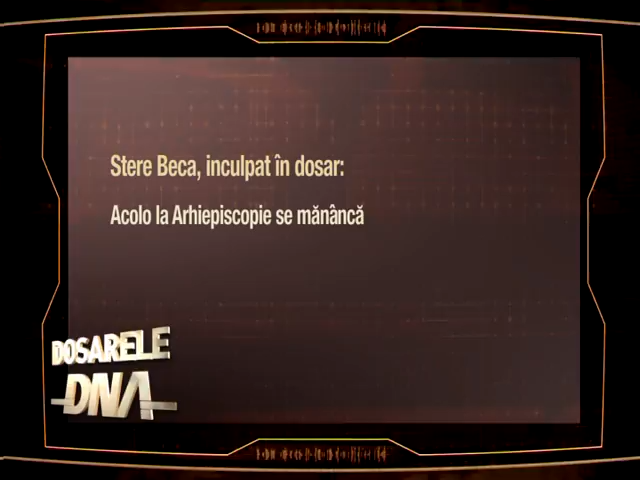 Stere Beca, inculpat în dosar:
Acolo la Arhiepiscopie se mănâncă
DOSARELE
DNA